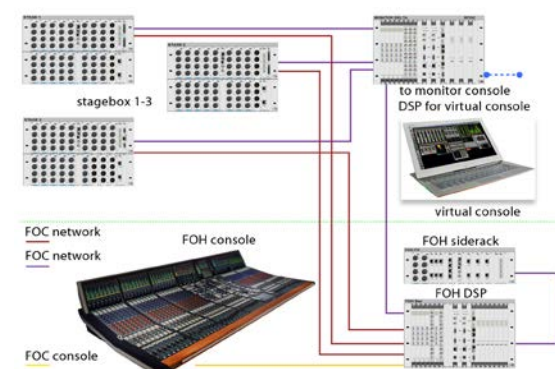 stagebox 1-3
to monitor console
DSP for virtual console
virtual console
FOC network
FOC network
FOH console
FOH siderack
FOH DSP
FOC console